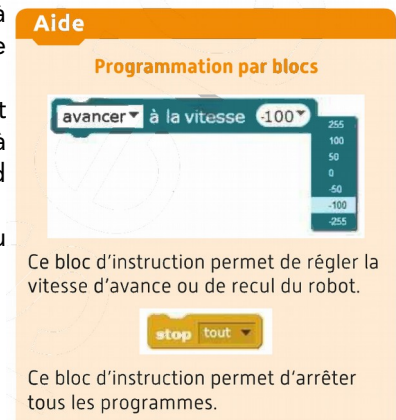 Aide
Programmation par blocs
avancer à la vitesse -100
255
100
50
0
-50
-100
-255
Ce bloc d'instruction permet de régler la
vitesse d'avance ou de recul du robot.
stop tout
Ce bloc d'instruction permet d'arrêter
tous les programmes.